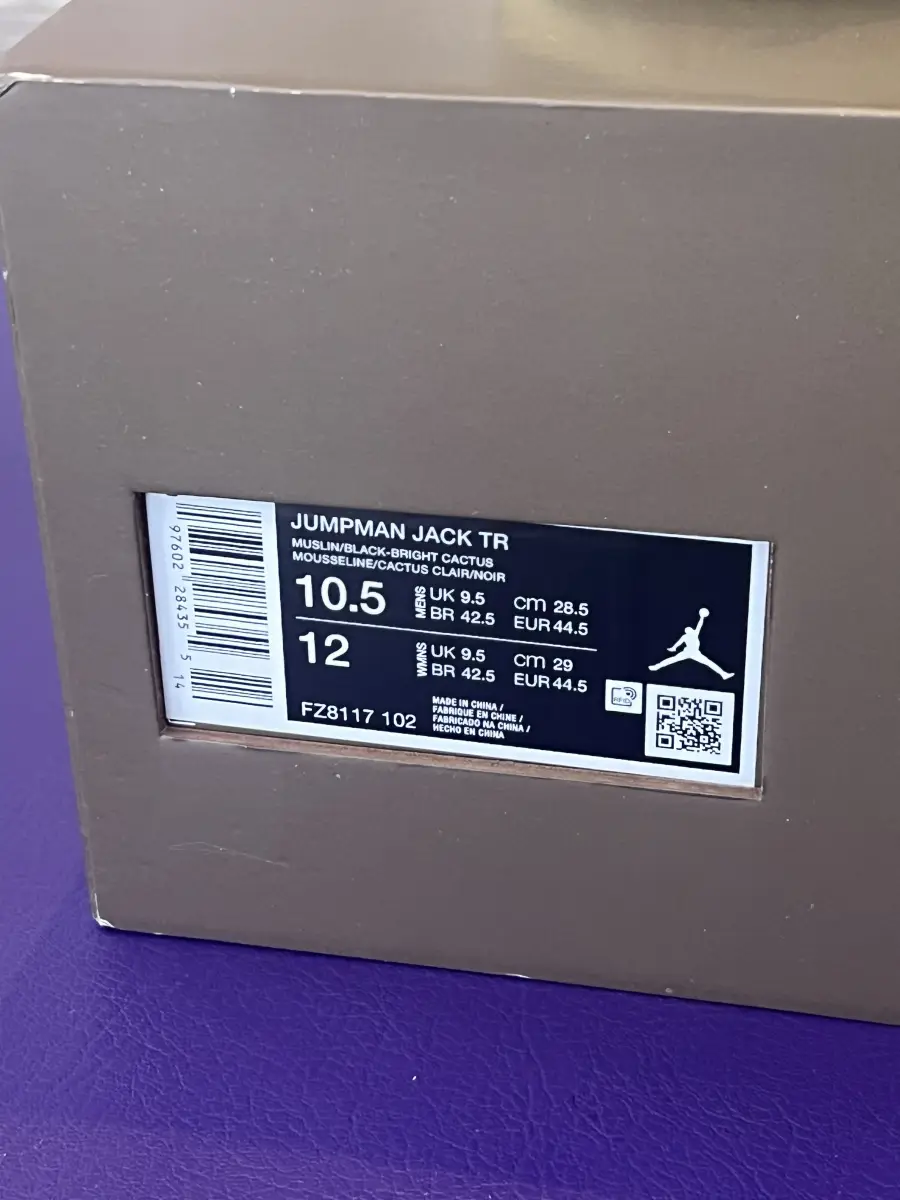 97602 28435 5 14
JUMPMAN JACK TR
MUSLIN/BLACK-BRIGHT CACTUS
MOUSSELINE/CACTUS CLAIR/NOIR
10.5 MENS UK 9.5 cm 28.5
BR 42.5 EUR 44.5
12 WMNS UK 9.5 cm 29
BR 42.5 EUR 44.5
FZ8117 102
MADE IN CHINA /
FABRIQUE EN CHINE /
FABRICADO NA CHINA /
HECHO EN CHINA
RFID